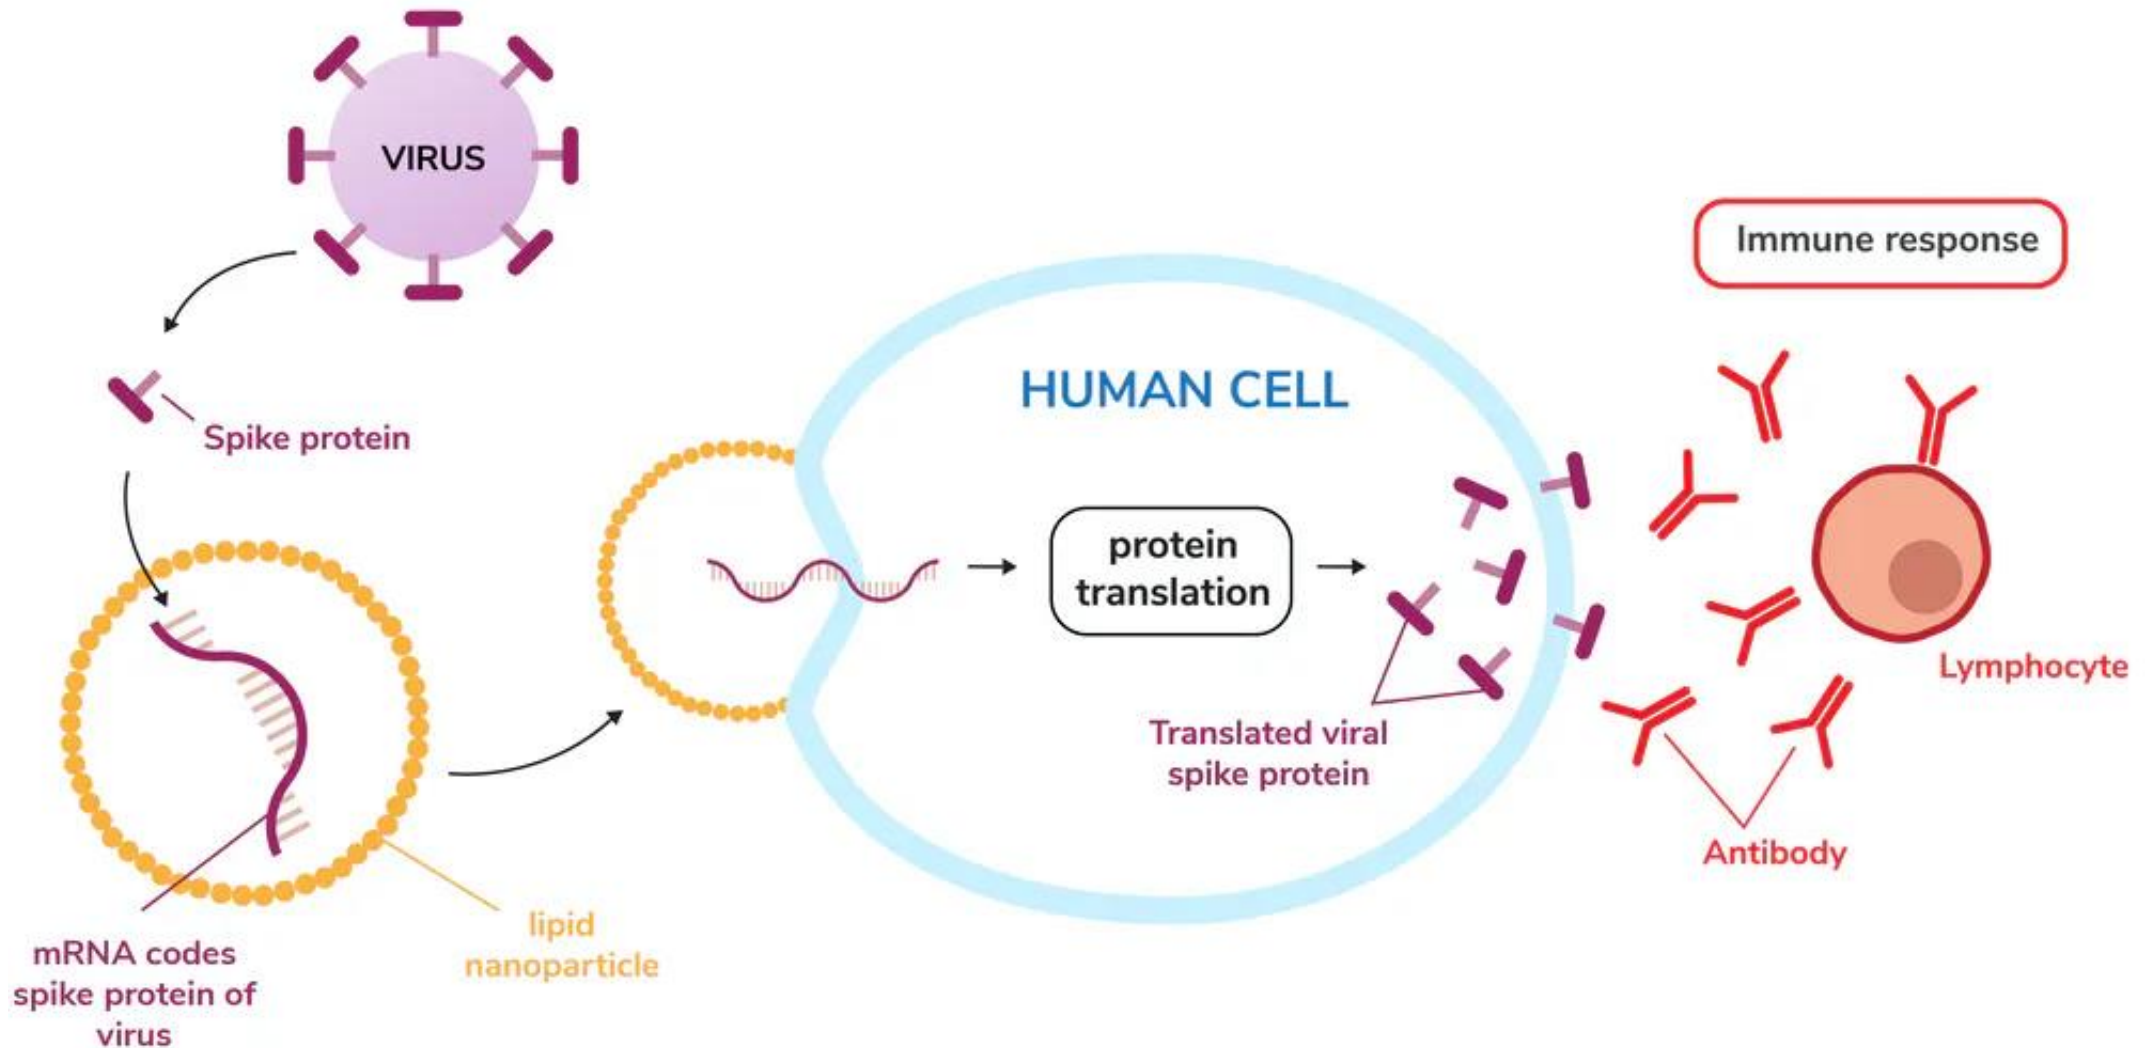 VIRUS
Spike protein
mRNA codes
spike protein of
virus
lipid
nanoparticle
HUMAN CELL
protein
translation
Translated viral
spike protein
Immune response
Lymphocyte
Antibody